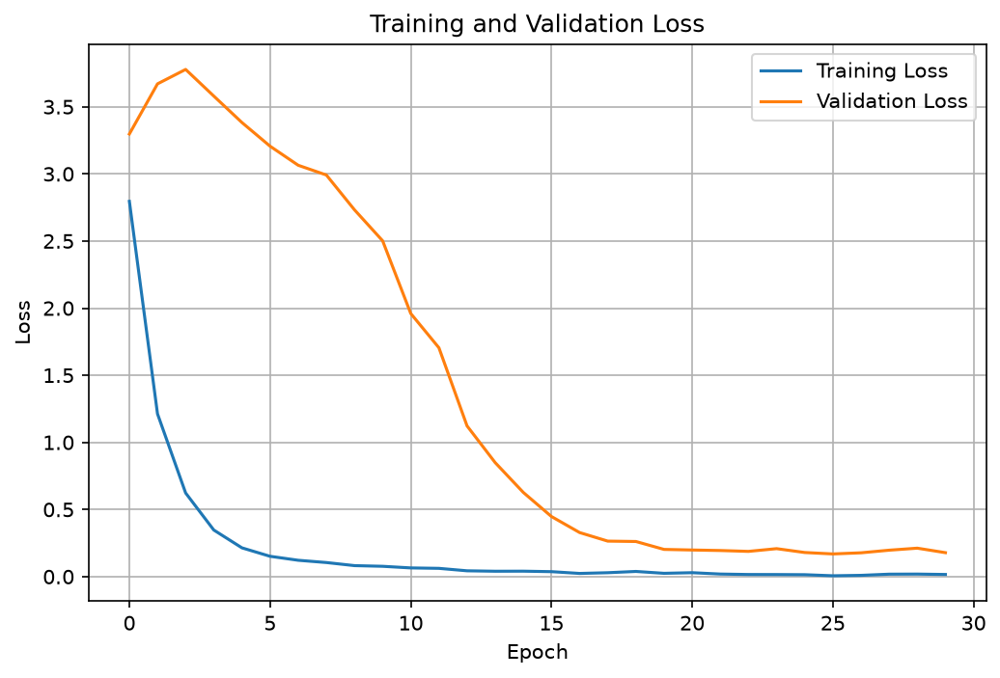 Training and Validation Loss
Training Loss
Validation Loss
3.5
3.0
2.5
2.0
1.5
1.0
0.5
0.0
Loss
0 5 10 15 20 25 30
Epoch